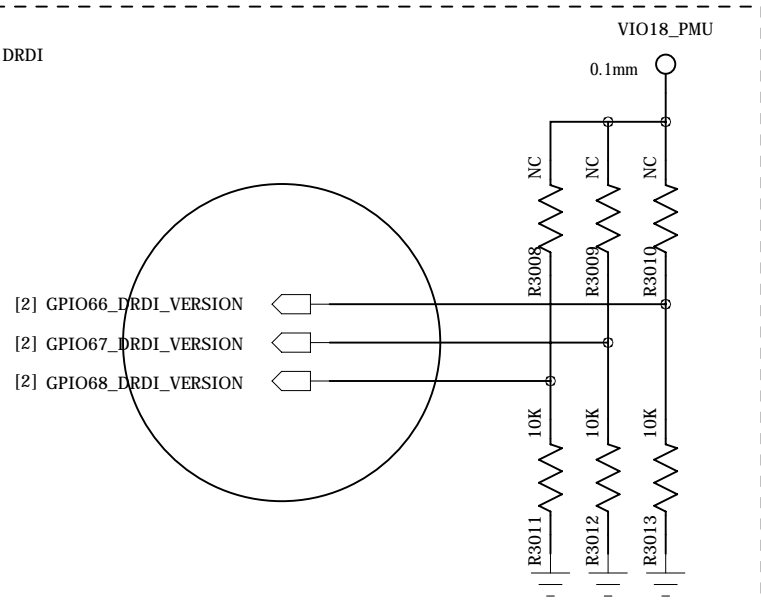 VIO18_PMU
DRDI
0.1mm
NC
NC
NC
R3008
R3009
R3010
[2] GPIO66_DRDI_VERSION
[2] GPIO67_DRDI_VERSION
[2] GPIO68_DRDI_VERSION
10K
10K
10K
R3011
R3012
R3013